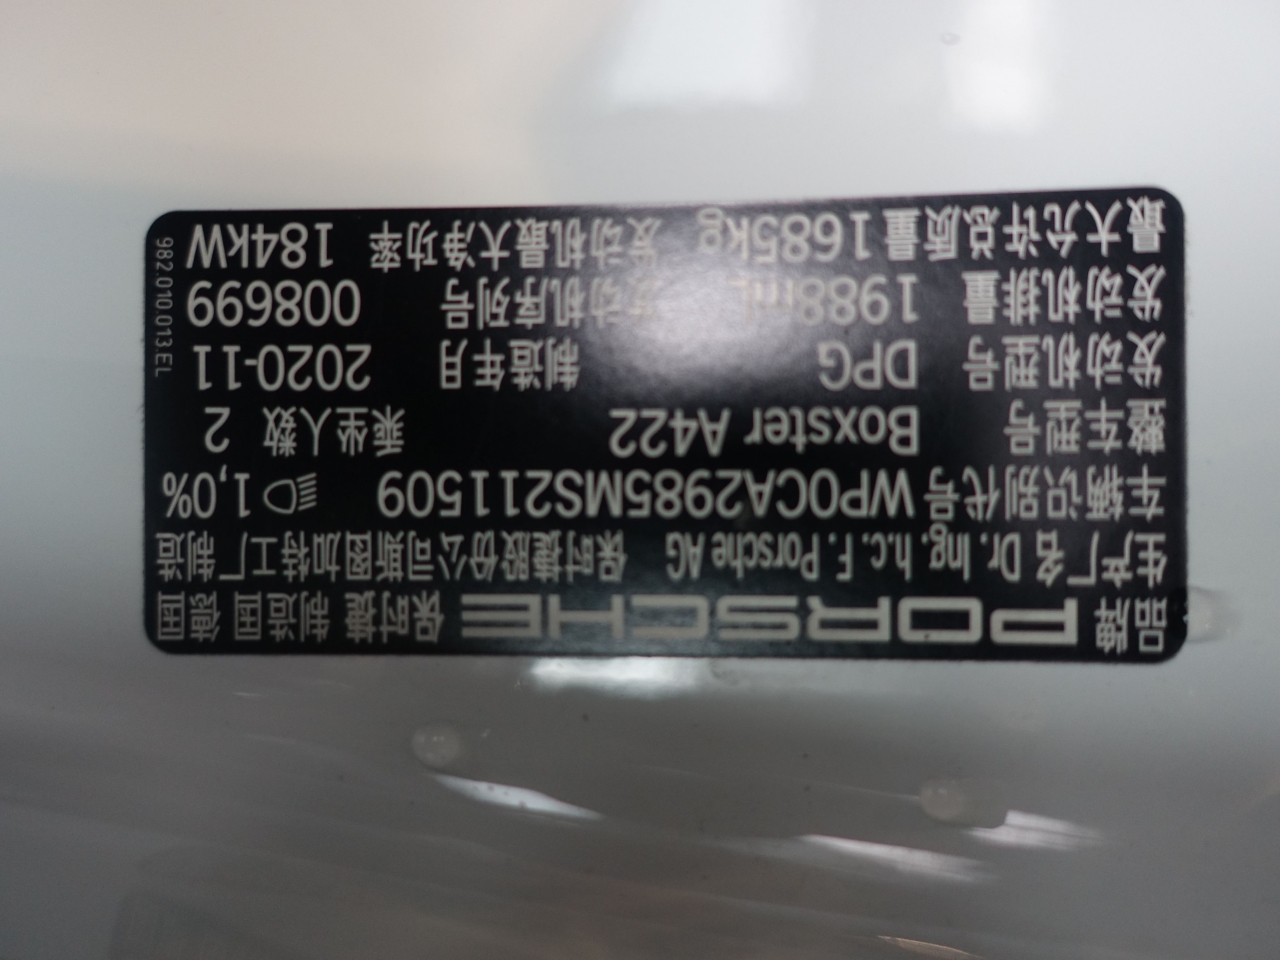 品牌 PORSCHE 保时捷 制造国 德国
生产厂名 Dr. Ing. h.c. F. Porsche AG 保时捷股份公司斯图加特工厂制造
车辆识别代号 WP0CA2985MS211509 1,0%
整车型号 Boxster A422 乘坐人数 2
发动机型号 DPG 制造年月 2020-11
发动机排量 1988mL 发动机序列号 008699
最大允许总质量 1685kg 发动机最大净功率 184kW
982.010.013.EL